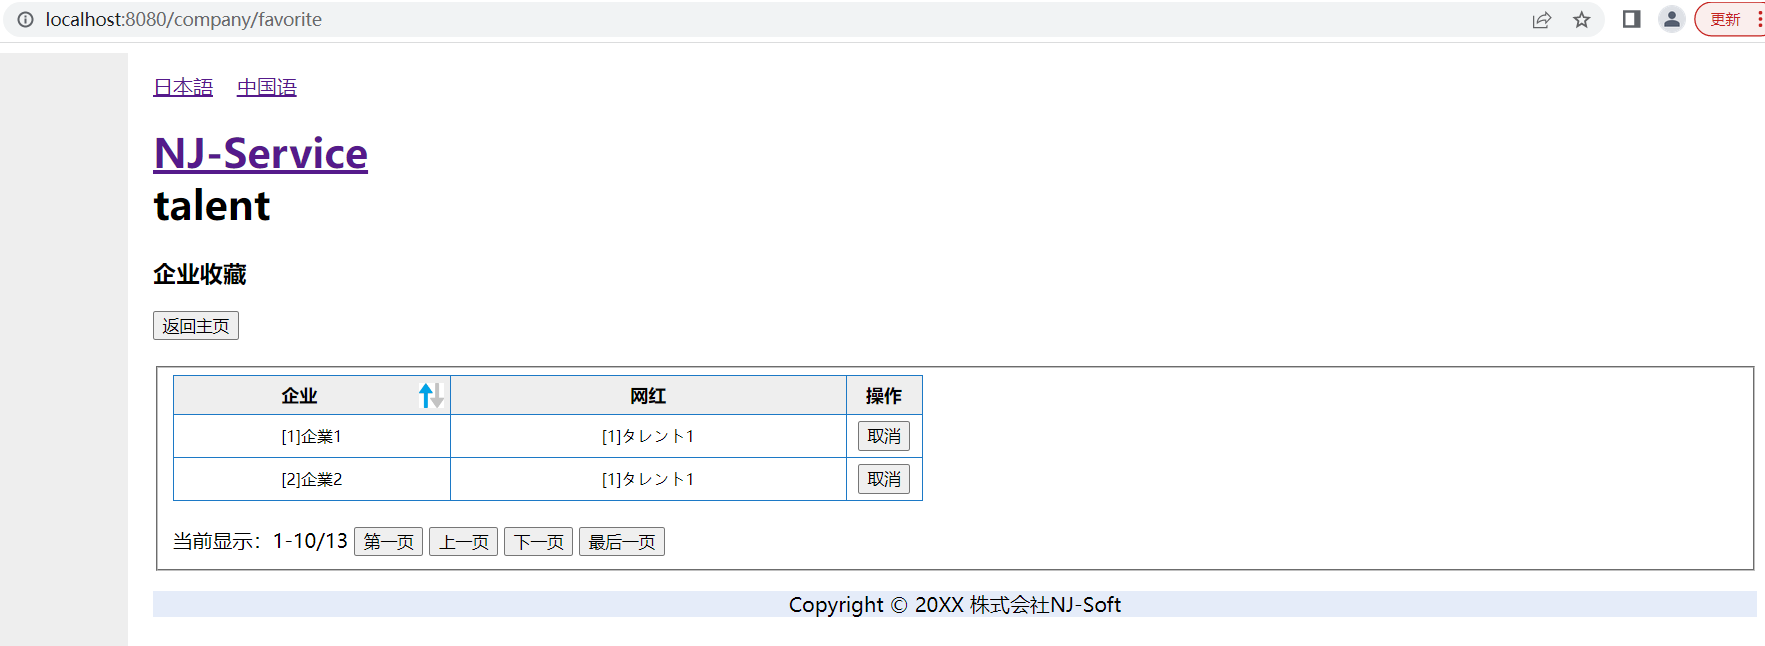 localhost:8080/company/favorite
更新
日本語 中国语
NJ-Service
talent
企业收藏
返回主页
企业 网红 操作
[1]企業1 [1]タレント1 取消
[2]企業2 [1]タレント1 取消
当前显示：1-10/13 第一页 上一页 下一页 最后一页
Copyright © 20XX 株式会社NJ-Soft